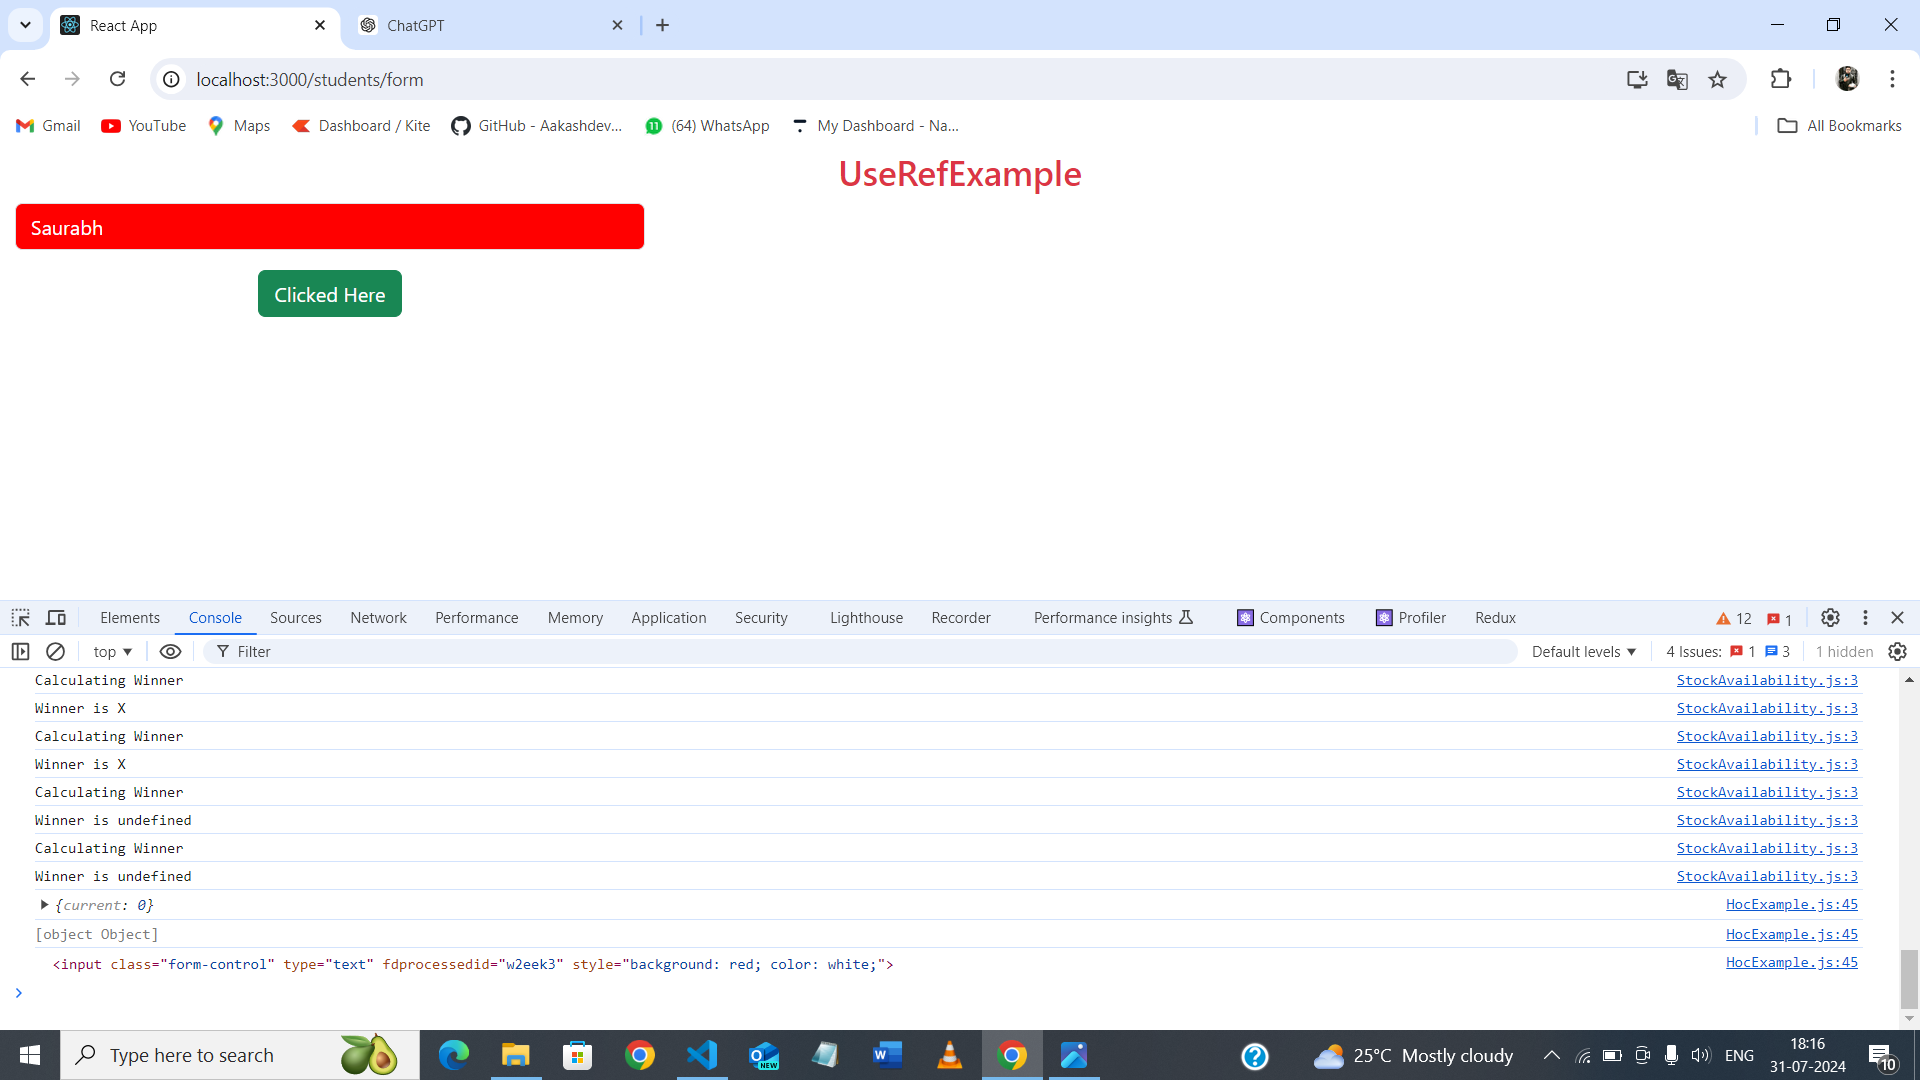 React App
ChatGPT
localhost:3000/students/form
Gmail
YouTube
Maps
Dashboard / Kite
GitHub - Aakashdev...
(64) WhatsApp
My Dashboard - Na...
All Bookmarks
UseRefExample
Saurabh
Clicked Here
Elements Console Sources Network Performance Memory Application Security Lighthouse Recorder Performance insights Components Profiler Redux 12 1
top Filter Default levels 4 Issues: 1 3 1 hidden
Calculating Winner StockAvailability.js:3
Winner is X StockAvailability.js:3
Calculating Winner StockAvailability.js:3
Winner is X StockAvailability.js:3
Calculating Winner StockAvailability.js:3
Winner is undefined StockAvailability.js:3
Calculating Winner StockAvailability.js:3
Winner is undefined StockAvailability.js:3
{current: 0} HocExample.js:45
[object Object] HocExample.js:45
<input class="form-control" type="text" fdprocessedid="w2eek3" style="background: red; color: white;"> HocExample.js:45
Type here to search
NEW
25°C Mostly cloudy
ENG
18:16
31-07-2024
10